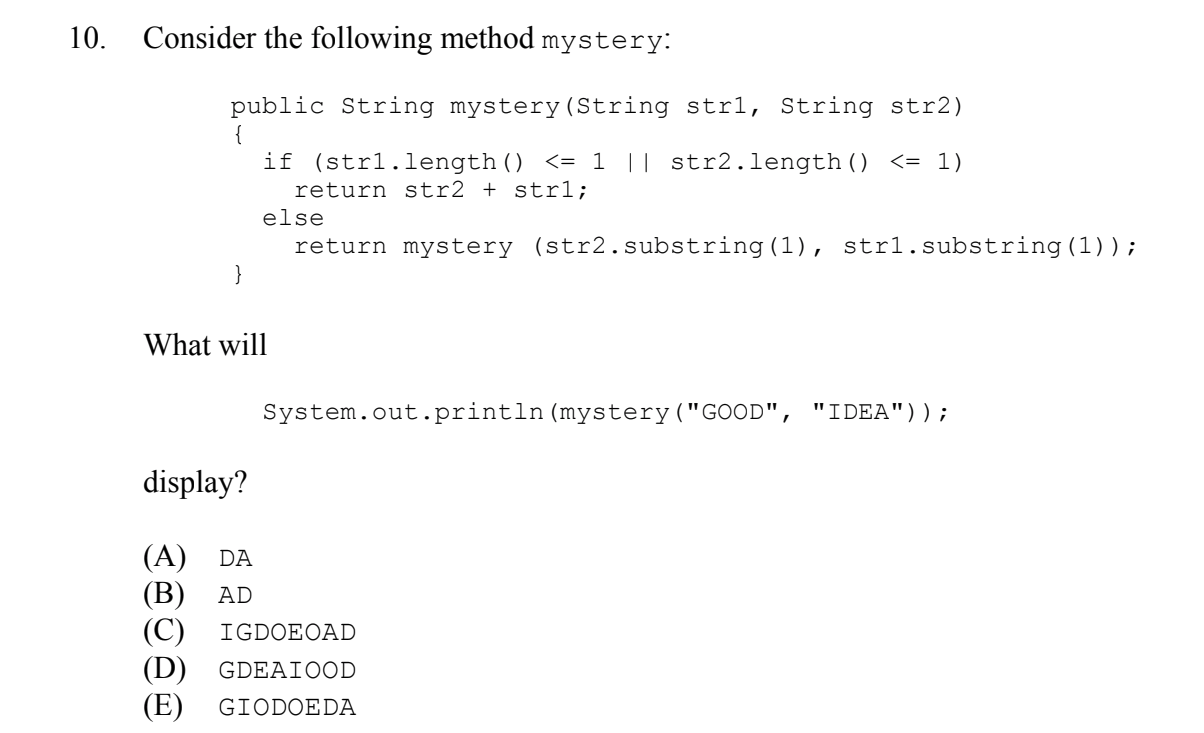 10. Consider the following method mystery:
public String mystery(String str1, String str2)
{
if (str1.length() <= 1 || str2.length() <= 1)
return str2 + str1;
else
return mystery (str2.substring(1), str1.substring(1));
}
What will
System.out.println(mystery("GOOD", "IDEA"));
display?
(A) DA
(B) AD
(C) IGDOEOAD
(D) GDEAIOOD
(E) GIODOEDA